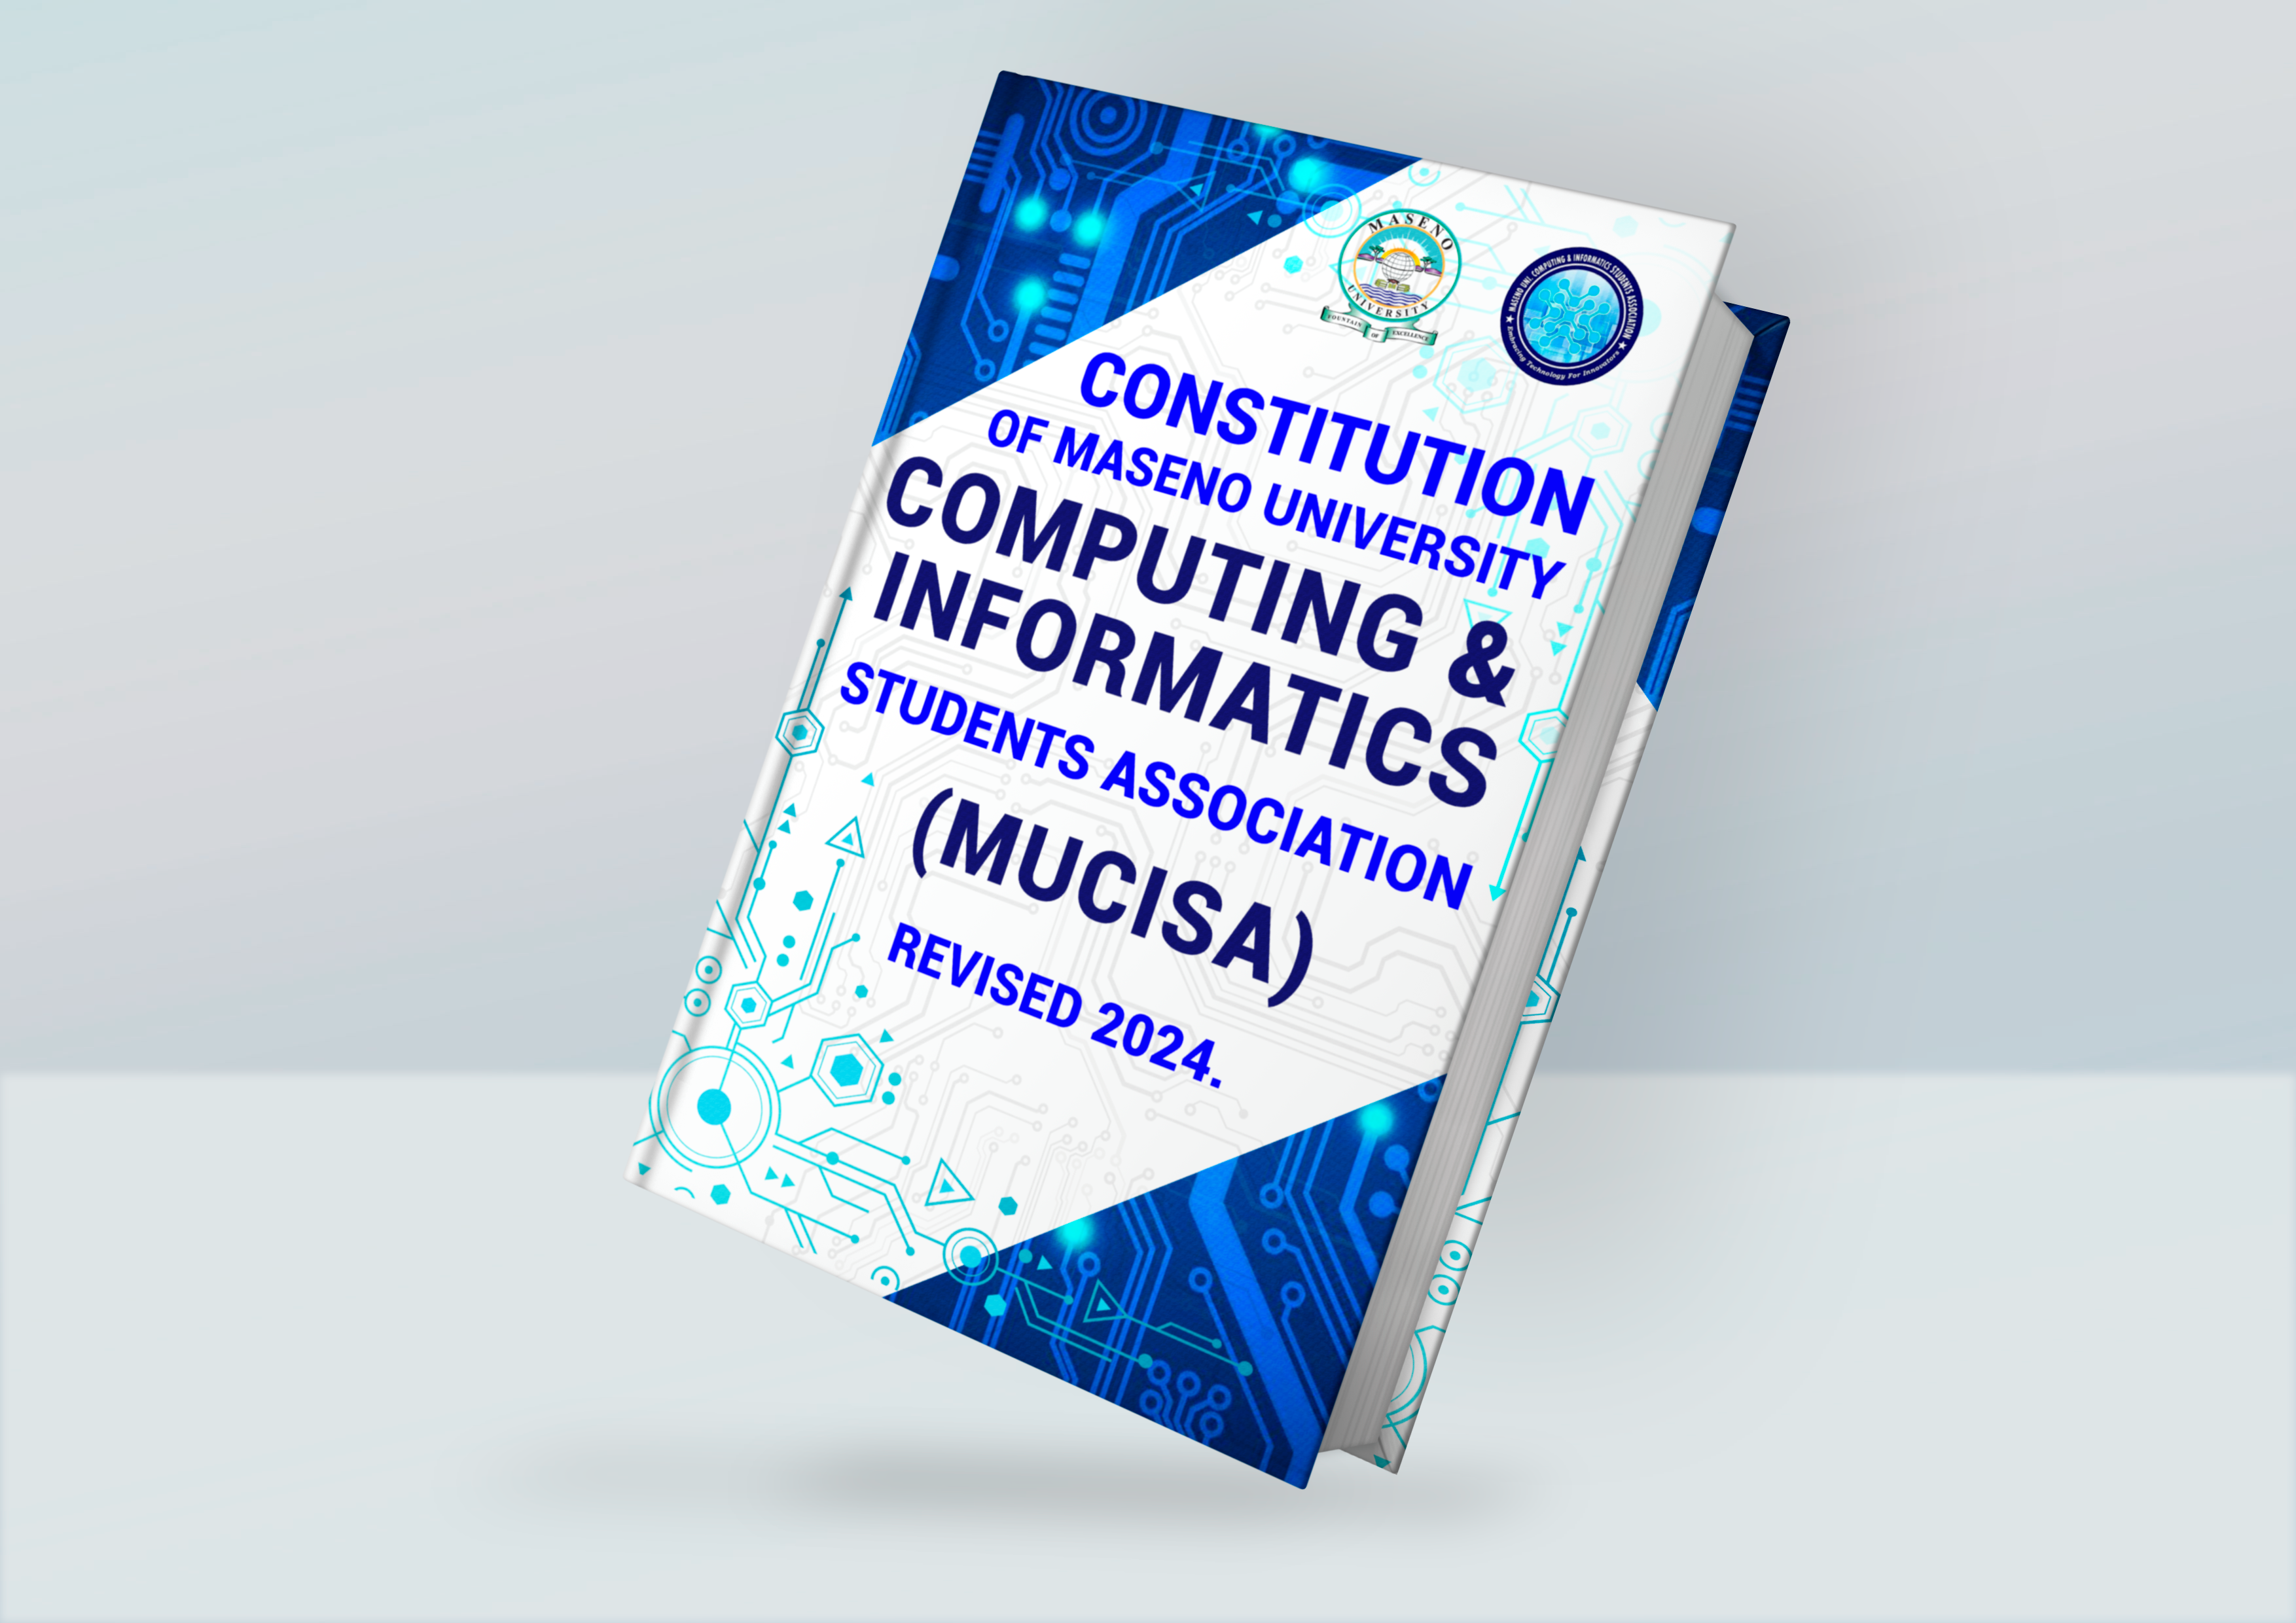 MASENO
UNIVERSITY
FOUNTAIN OF EXCELLENCE
MASENO UNI. COMPUTING & INFORMATICS STUDENTS ASSOCIATION
Embracing Technology For Innovators
CONSTITUTION
OF MASENO UNIVERSITY
COMPUTING &
INFORMATICS
STUDENTS ASSOCIATION
(MUCISA)
REVISED 2024.